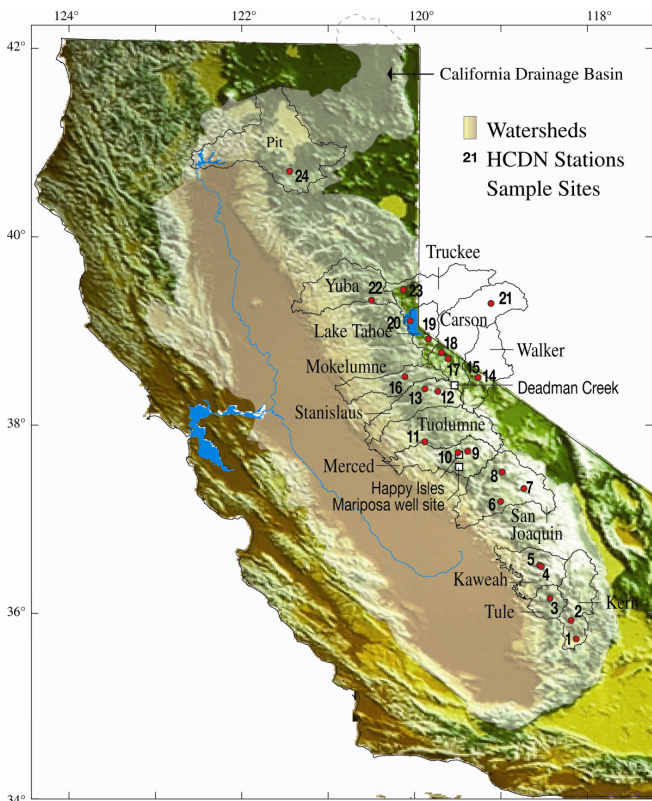 124°
122°
120°
118°
42°
California Drainage Basin
Watersheds
21 HCDN Stations
Sample Sites
Pit
24
40°
Truckee
Yuba
22
23
21
20
19
Carson
Lake Tahoe
18
Walker
Mokelumne
17
15
14
16
13
12
Deadman Creek
Stanislaus
Tuolumne
11
38°
10
9
Merced
8
7
Happy Isles
Mariposa well site
6
San
Joaquin
5
4
Kaweah
3
2
Kern
Tule
36°
1
34°